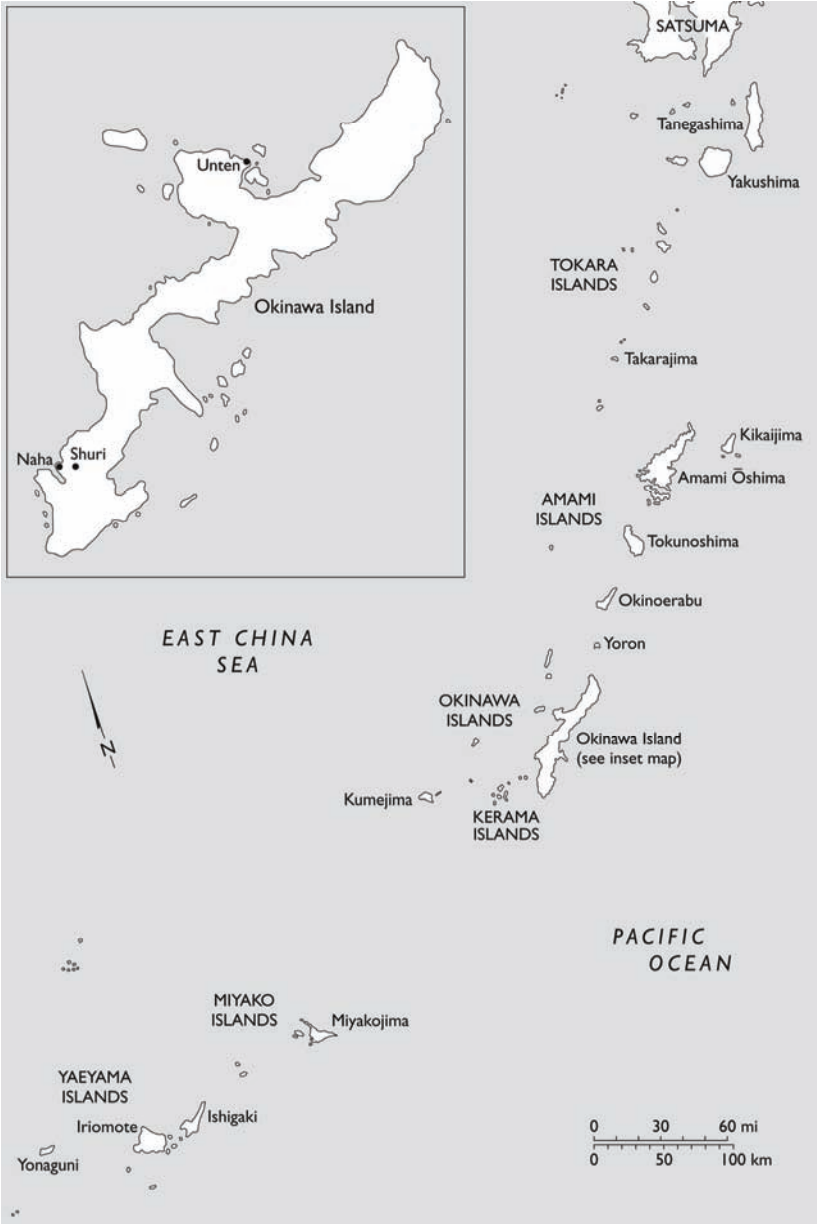 SATSUMA
Tanegashima
Yakushima
Unten
TOKARA
ISLANDS
Okinawa Island
Takarajima
Kikaijima
Naha
Shuri
Amami Ōshima
AMAMI
ISLANDS
Tokunoshima
Okinoerabu
EAST CHINA
SEA
Yoron
N
OKINAWA
ISLANDS
Okinawa Island
(see inset map)
Kumejima
KERAMA
ISLANDS
PACIFIC
OCEAN
MIYAKO
ISLANDS
Miyakojima
YAEYAMA
ISLANDS
Ishigaki
Iriomote
Yonaguni
0 30 60 mi
0 50 100 km